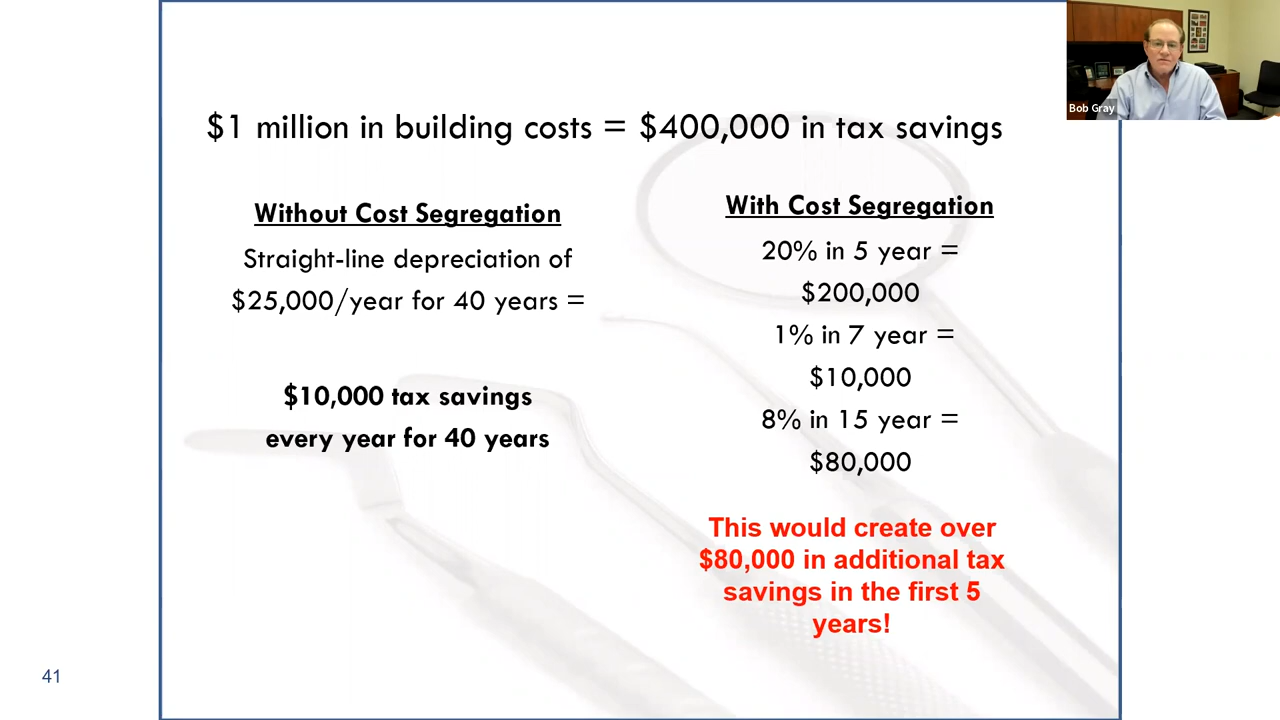 $1 million in building costs = $400,000 in tax savings
Without Cost Segregation
Straight-line depreciation of
$25,000/year for 40 years =
$10,000 tax savings
every year for 40 years
With Cost Segregation
20% in 5 year =
$200,000
1% in 7 year =
$10,000
8% in 15 year =
$80,000
This would create over
$80,000 in additional tax
savings in the first 5
years!
Bob Gray
41